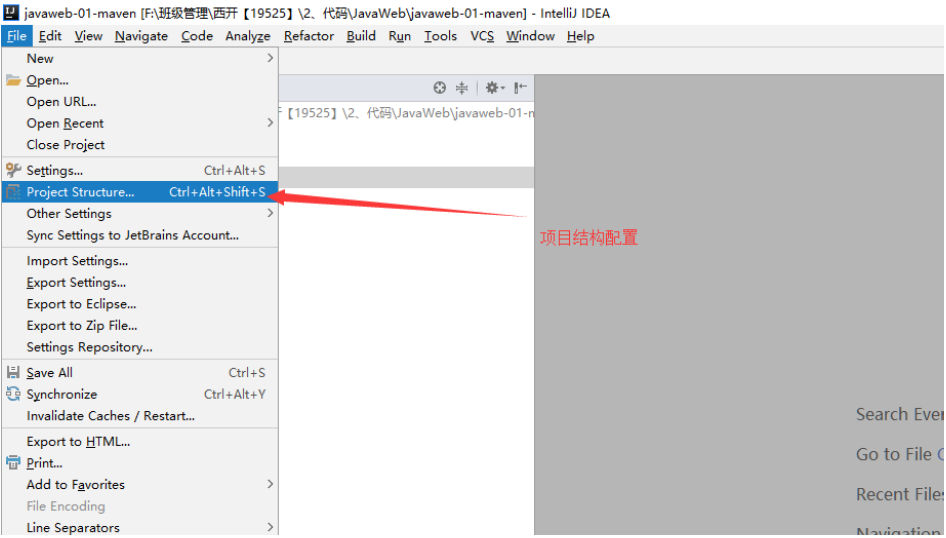 javaweb-01-maven [F:\班级管理\西开【19525】\2、代码\JavaWeb\javaweb-01-maven] - IntelliJ IDEA
File Edit View Navigate Code Analyze Refactor Build Run Tools VCS Window Help
New
Open...
Open URL...
Open Recent
Close Project
Settings... Ctrl+Alt+S
Project Structure... Ctrl+Alt+Shift+S
Other Settings
Sync Settings to JetBrains Account...
Import Settings...
Export Settings...
Export to Eclipse...
Export to Zip File...
Settings Repository...
Save All Ctrl+S
Synchronize Ctrl+Alt+Y
Invalidate Caches / Restart...
Export to HTML...
Print...
Add to Favorites
File Encoding
Line Separators
【19525】\2、代码\JavaWeb\javaweb-01-
项目结构配置
Search
Go to File
Recent Files
Navigation